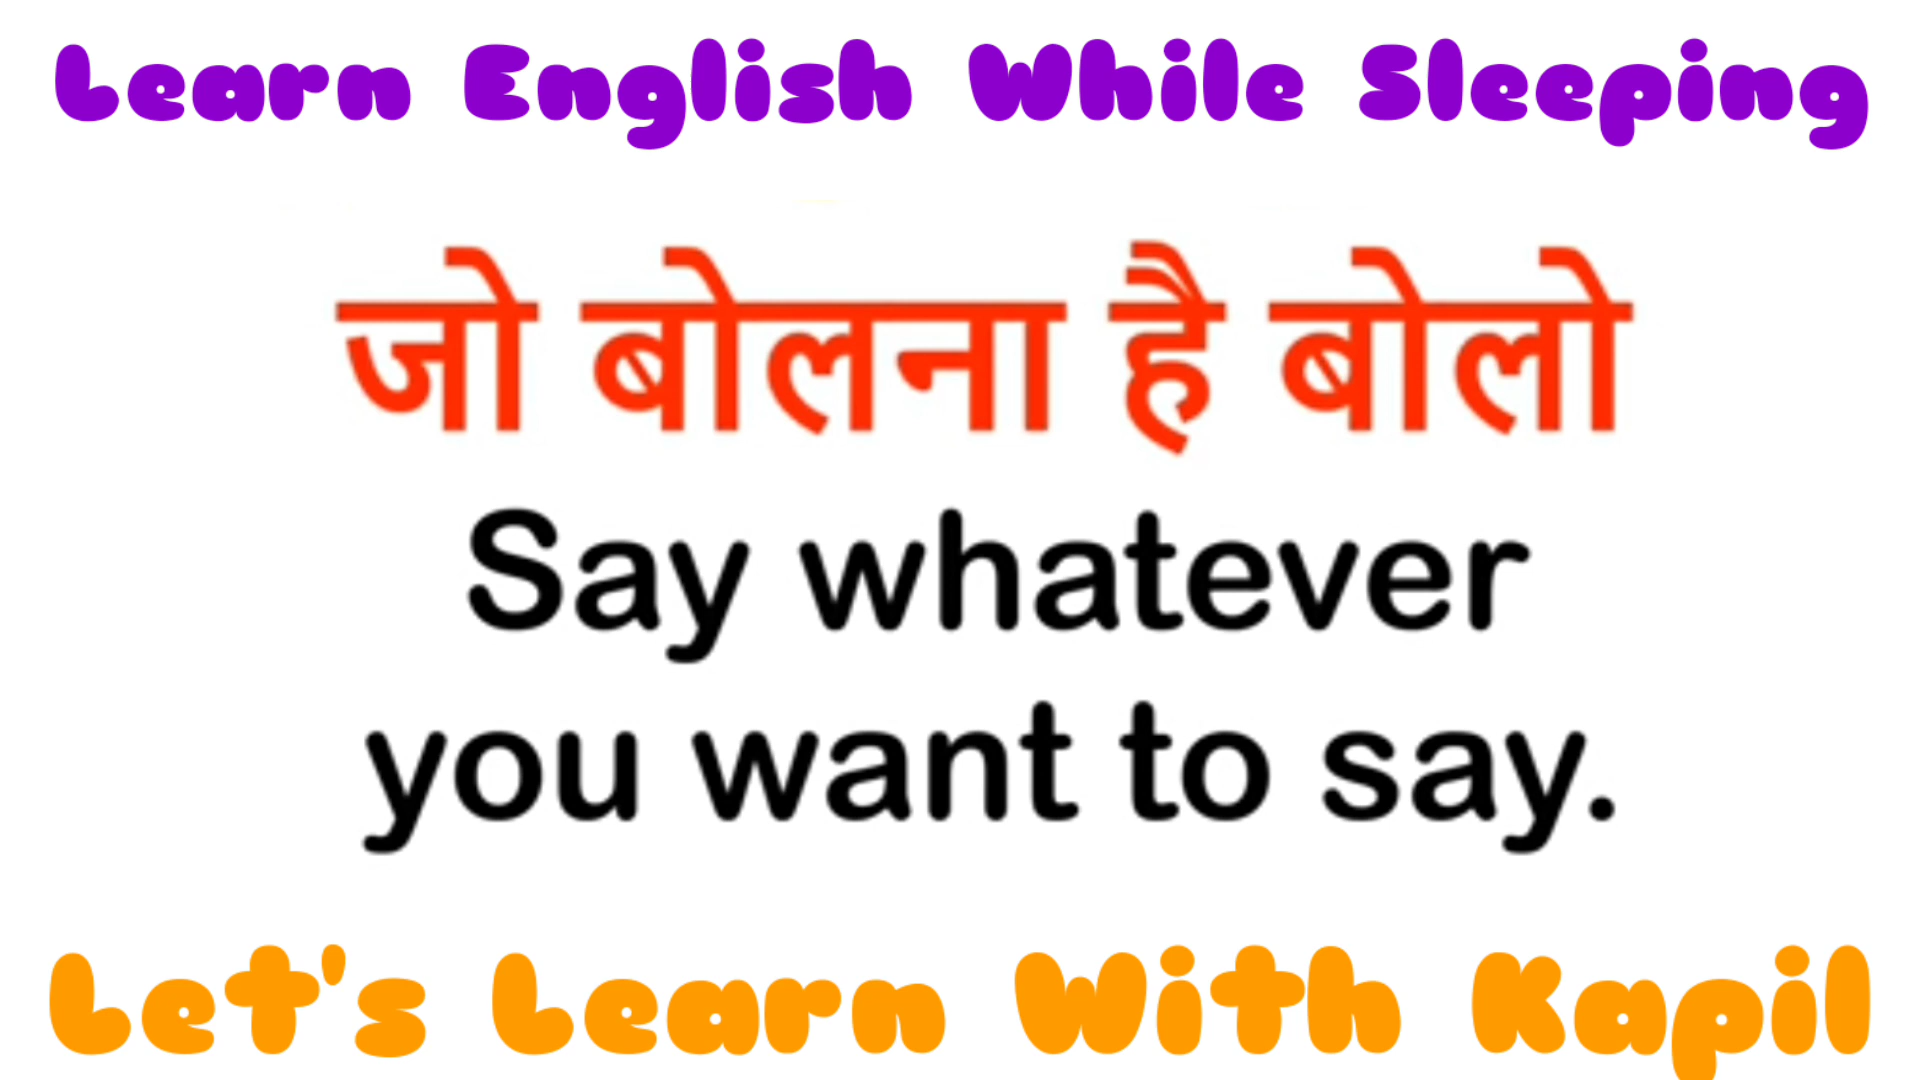 Learn English While Sleeping
जो बोलना है बोलो
Say whatever
you want to say.
Let's Learn With Kapil